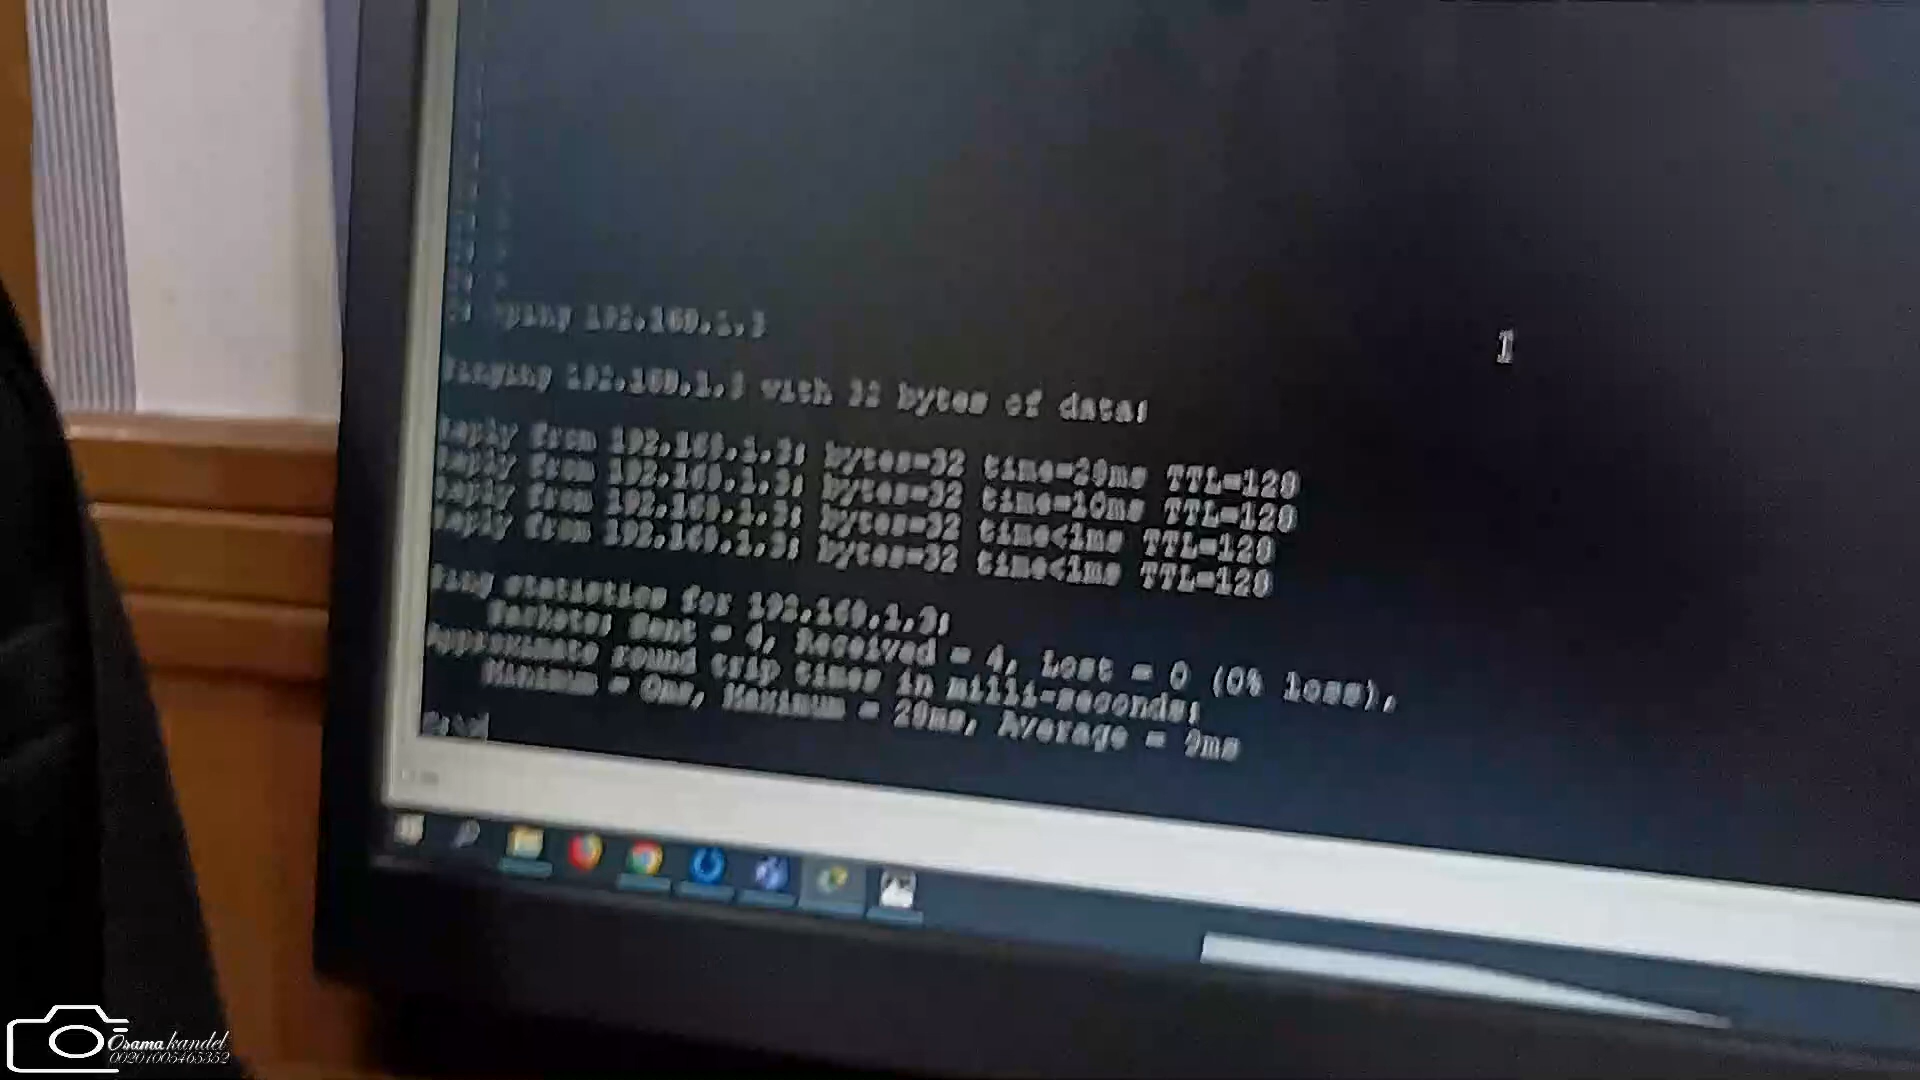 ping 192.168.1.3
Pinging 192.168.1.3 with 32 bytes of data:
Reply from 192.168.1.3: bytes=32 time=20ms TTL=128
Reply from 192.168.1.3: bytes=32 time=10ms TTL=128
Reply from 192.168.1.3: bytes=32 time<1ms TTL=128
Reply from 192.168.1.3: bytes=32 time<1ms TTL=128
Ping statistics for 192.168.1.3:
Packets: Sent = 4, Received = 4, Lost = 0 (0% loss),
Approximate round trip times in milli-seconds:
Minimum = 0ms, Maximum = 20ms, Average =
Osama kandel
00201005465352